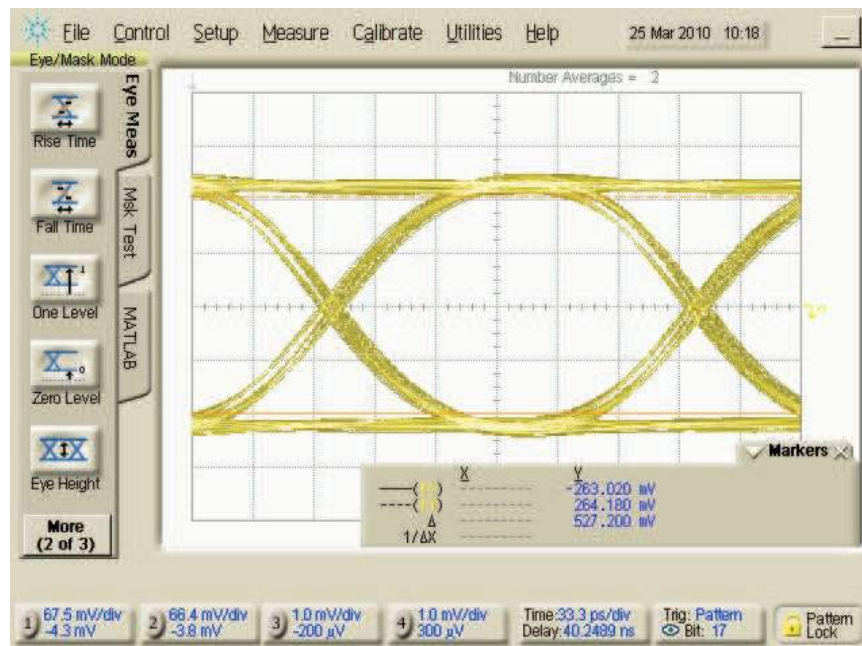 File Control Setup Measure Calibrate Utilities Help 25 Mar 2010 10:18
Eye/Mask Mode
Number Averages = 2
Eye Meas
Msk Test
MATLAB
Rise Time
Fall Time
One Level
Zero Level
Eye Height
More
(2 of 3)
Markers
X Y
-263.020 mV
264.180 mV
Δ 527.200 mV
1/ΔX
1) 67.5 mV/div
-4.3 mV
2) 66.4 mV/div
-3.8 mV
3) 1.0 mV/div
-200 µV
4) 1.0 mV/div
300 µV
Time:33.3 ps/div
Delay:40.2489 ns
Trig: Pattern
Bit: 17
Pattern
Lock